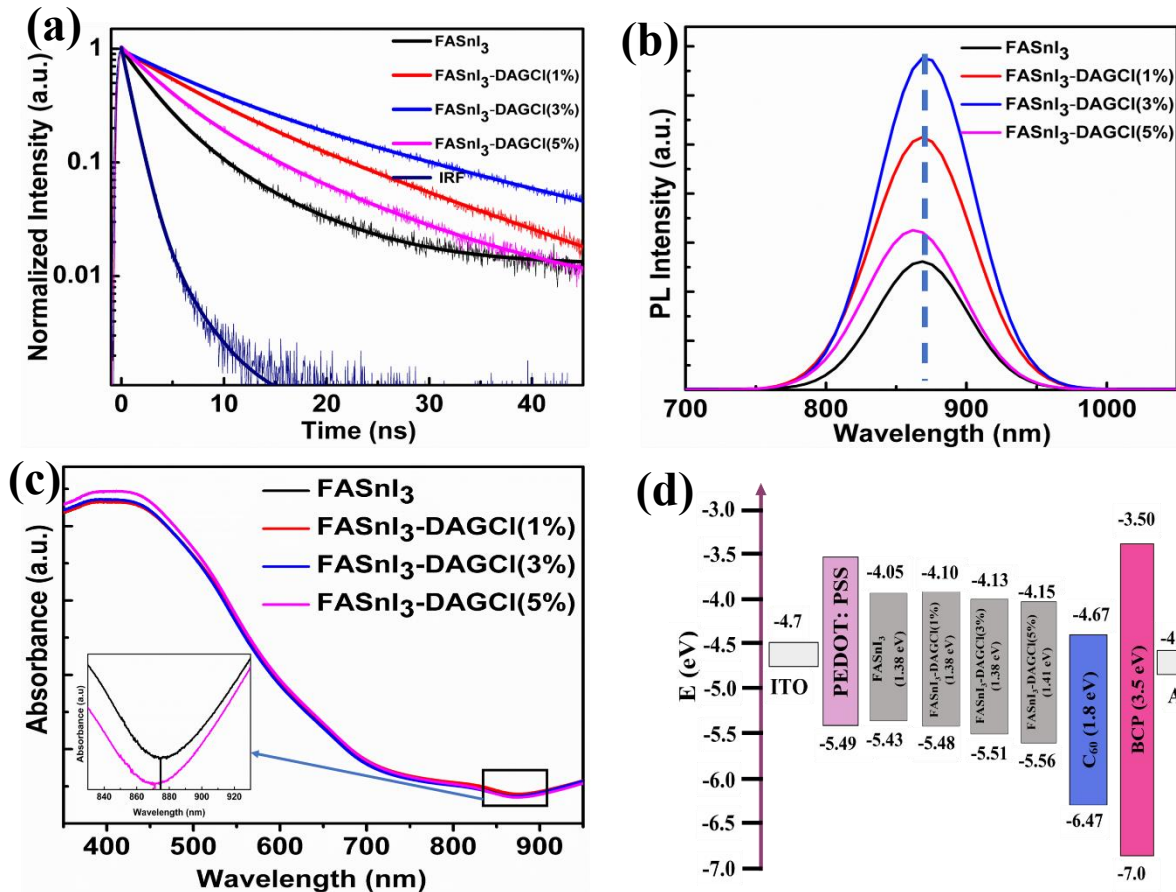 (a)
FASnI3
FASnI3-DAGCl(1%)
FASnI3-DAGCl(3%)
FASnI3-DAGCl(5%)
IRF
Normalized Intensity (a.u.)
1
0.1
0.01
0 10 20 30 40
Time (ns)
(b)
FASnI3
FASnI3-DAGCl(1%)
FASnI3-DAGCl(3%)
FASnI3-DAGCl(5%)
PL Intensity (a.u.)
700 800 900 1000
Wavelength (nm)
(c)
FASnI3
FASnI3-DAGCl(1%)
FASnI3-DAGCl(3%)
FASnI3-DAGCl(5%)
Absorbance (a.u.)
Absorbance (a.u)
840 860 880 900 920
Wavelength (nm)
400 500 600 700 800 900
Wavelength (nm)
(d)
E (eV)
-3.0
-3.5
-4.0
-4.5
-5.0
-5.5
-6.0
-6.5
-7.0
-4.7
ITO
PEDOT: PSS
-5.49
-4.05
FASnI3
(1.38 eV)
-5.43
-4.10
FASnI3-DAGCl(1%)
(1.38 eV)
-5.48
-4.13
FASnI3-DAGCl(3%)
(1.38 eV)
-5.51
-4.15
FASnI3-DAGCl(5%)
(1.41 eV)
-5.56
-4.67
C60 (1.8 eV)
-6.47
-3.50
BCP (3.5 eV)
-7.0
-4
A